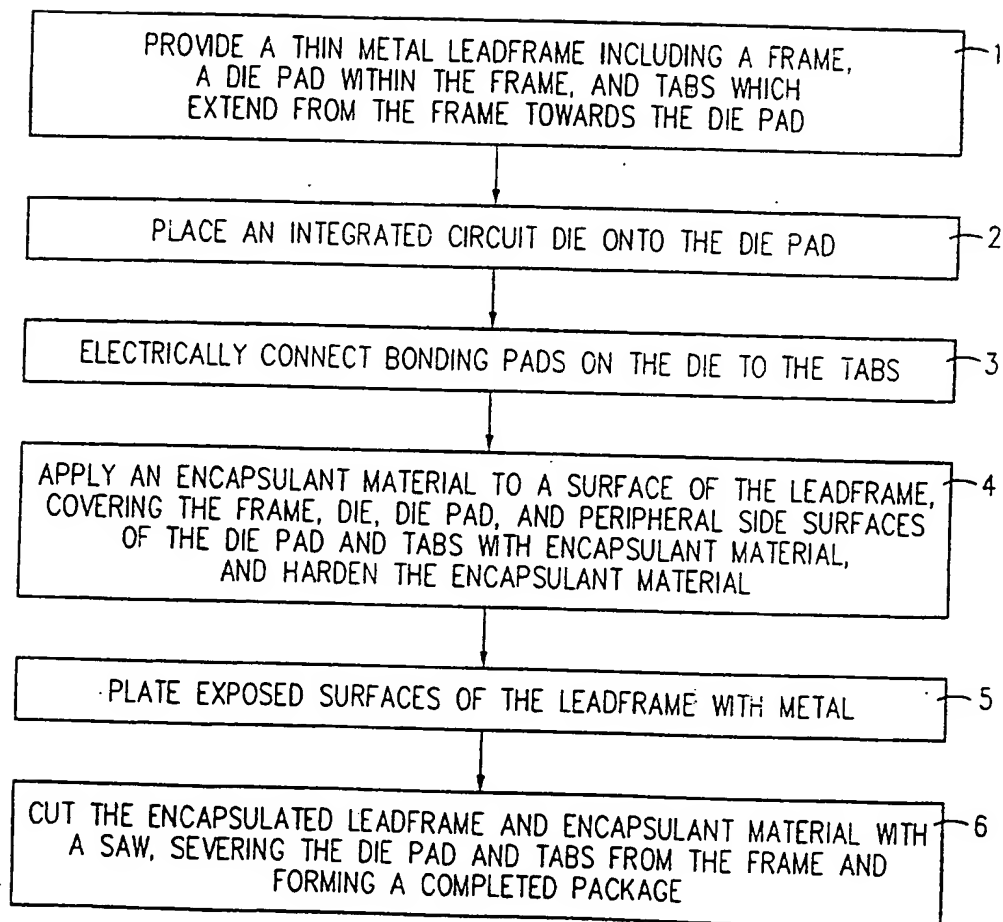 PROVIDE A THIN METAL LEADFRAME INCLUDING A FRAME,
A DIE PAD WITHIN THE FRAME, AND TABS WHICH
EXTEND FROM THE FRAME TOWARDS THE DIE PAD
1
PLACE AN INTEGRATED CIRCUIT DIE ONTO THE DIE PAD
2
ELECTRICALLY CONNECT BONDING PADS ON THE DIE TO THE TABS
3
APPLY AN ENCAPSULANT MATERIAL TO A SURFACE OF THE LEADFRAME,
COVERING THE FRAME, DIE, DIE PAD, AND PERIPHERAL SIDE SURFACES
OF THE DIE PAD AND TABS WITH ENCAPSULANT MATERIAL,
AND HARDEN THE ENCAPSULANT MATERIAL
4
PLATE EXPOSED SURFACES OF THE LEADFRAME WITH METAL
5
CUT THE ENCAPSULATED LEADFRAME AND ENCAPSULANT MATERIAL WITH
A SAW, SEVERING THE DIE PAD AND TABS FROM THE FRAME AND
FORMING A COMPLETED PACKAGE
6